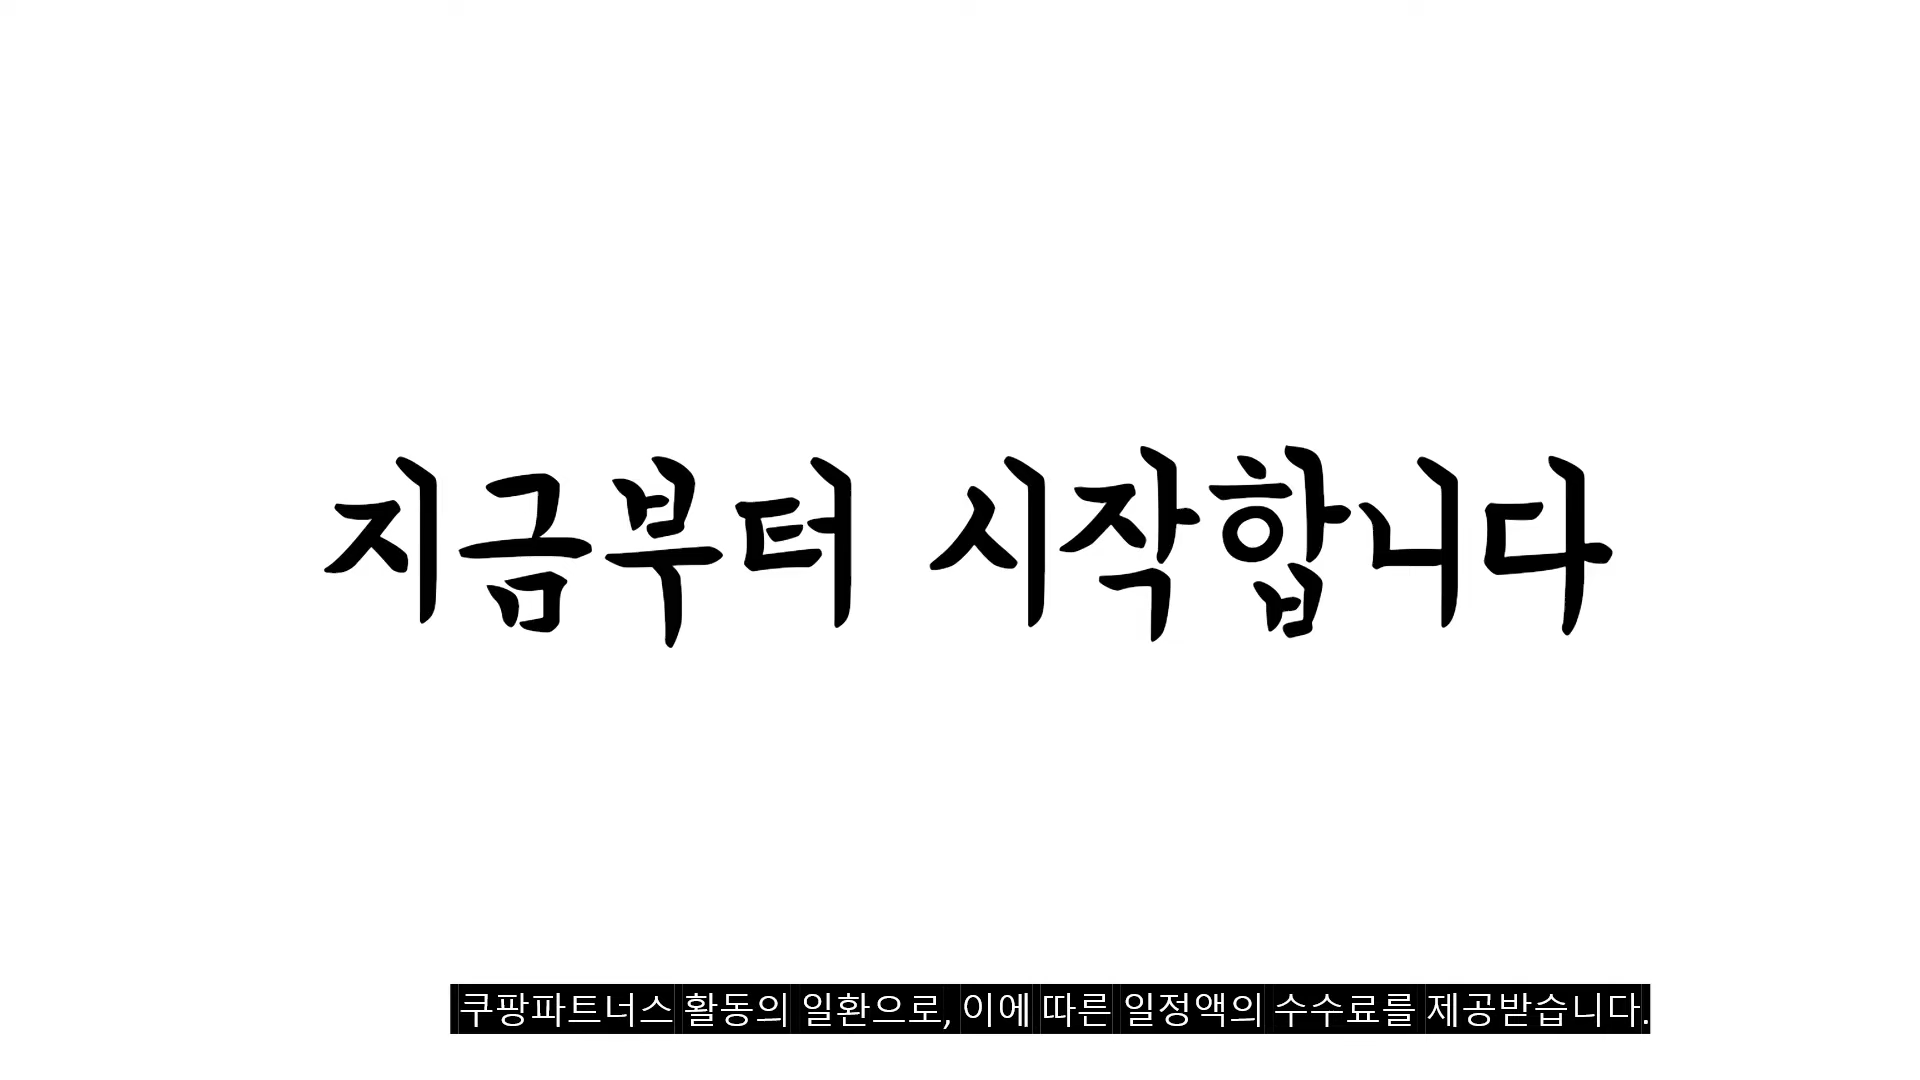 지금부터 시작합니다
쿠팡파트너스 활동의 일환으로, 이에 따른 일정액의 수수료를 제공받습니다.